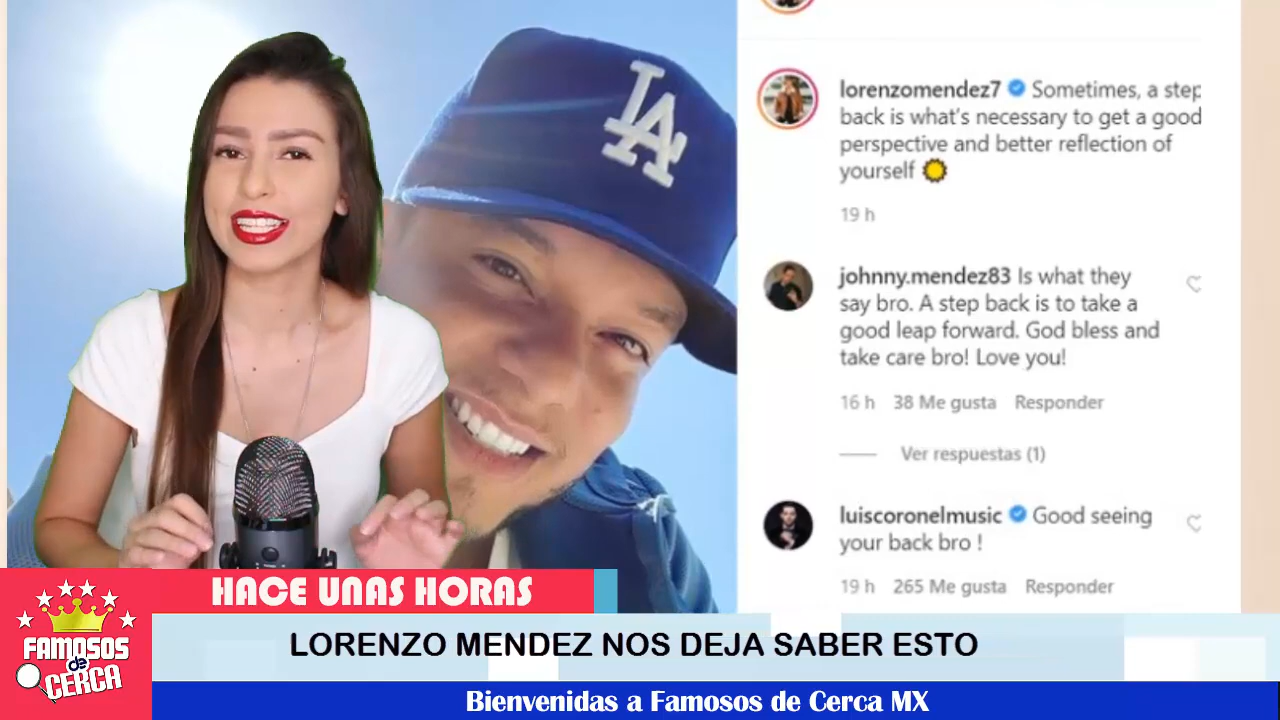 LA
lorenzomendez7 Sometimes, a step
back is what's necessary to get a good
perspective and better reflection of
yourself
19 h
johnny.mendez83 Is what they
say bro. A step back is to take a
good leap forward. God bless and
take care bro! Love you!
16 h 38 Me gusta Responder
Ver respuestas (1)
luiscoronelmusic Good seeing
your back bro !
19 h 265 Me gusta Responder
HACE UNAS HORAS
FAMOSOS
de
CERCA
LORENZO MENDEZ NOS DEJA SABER ESTO
Bienvenidas a Famosos de Cerca MX